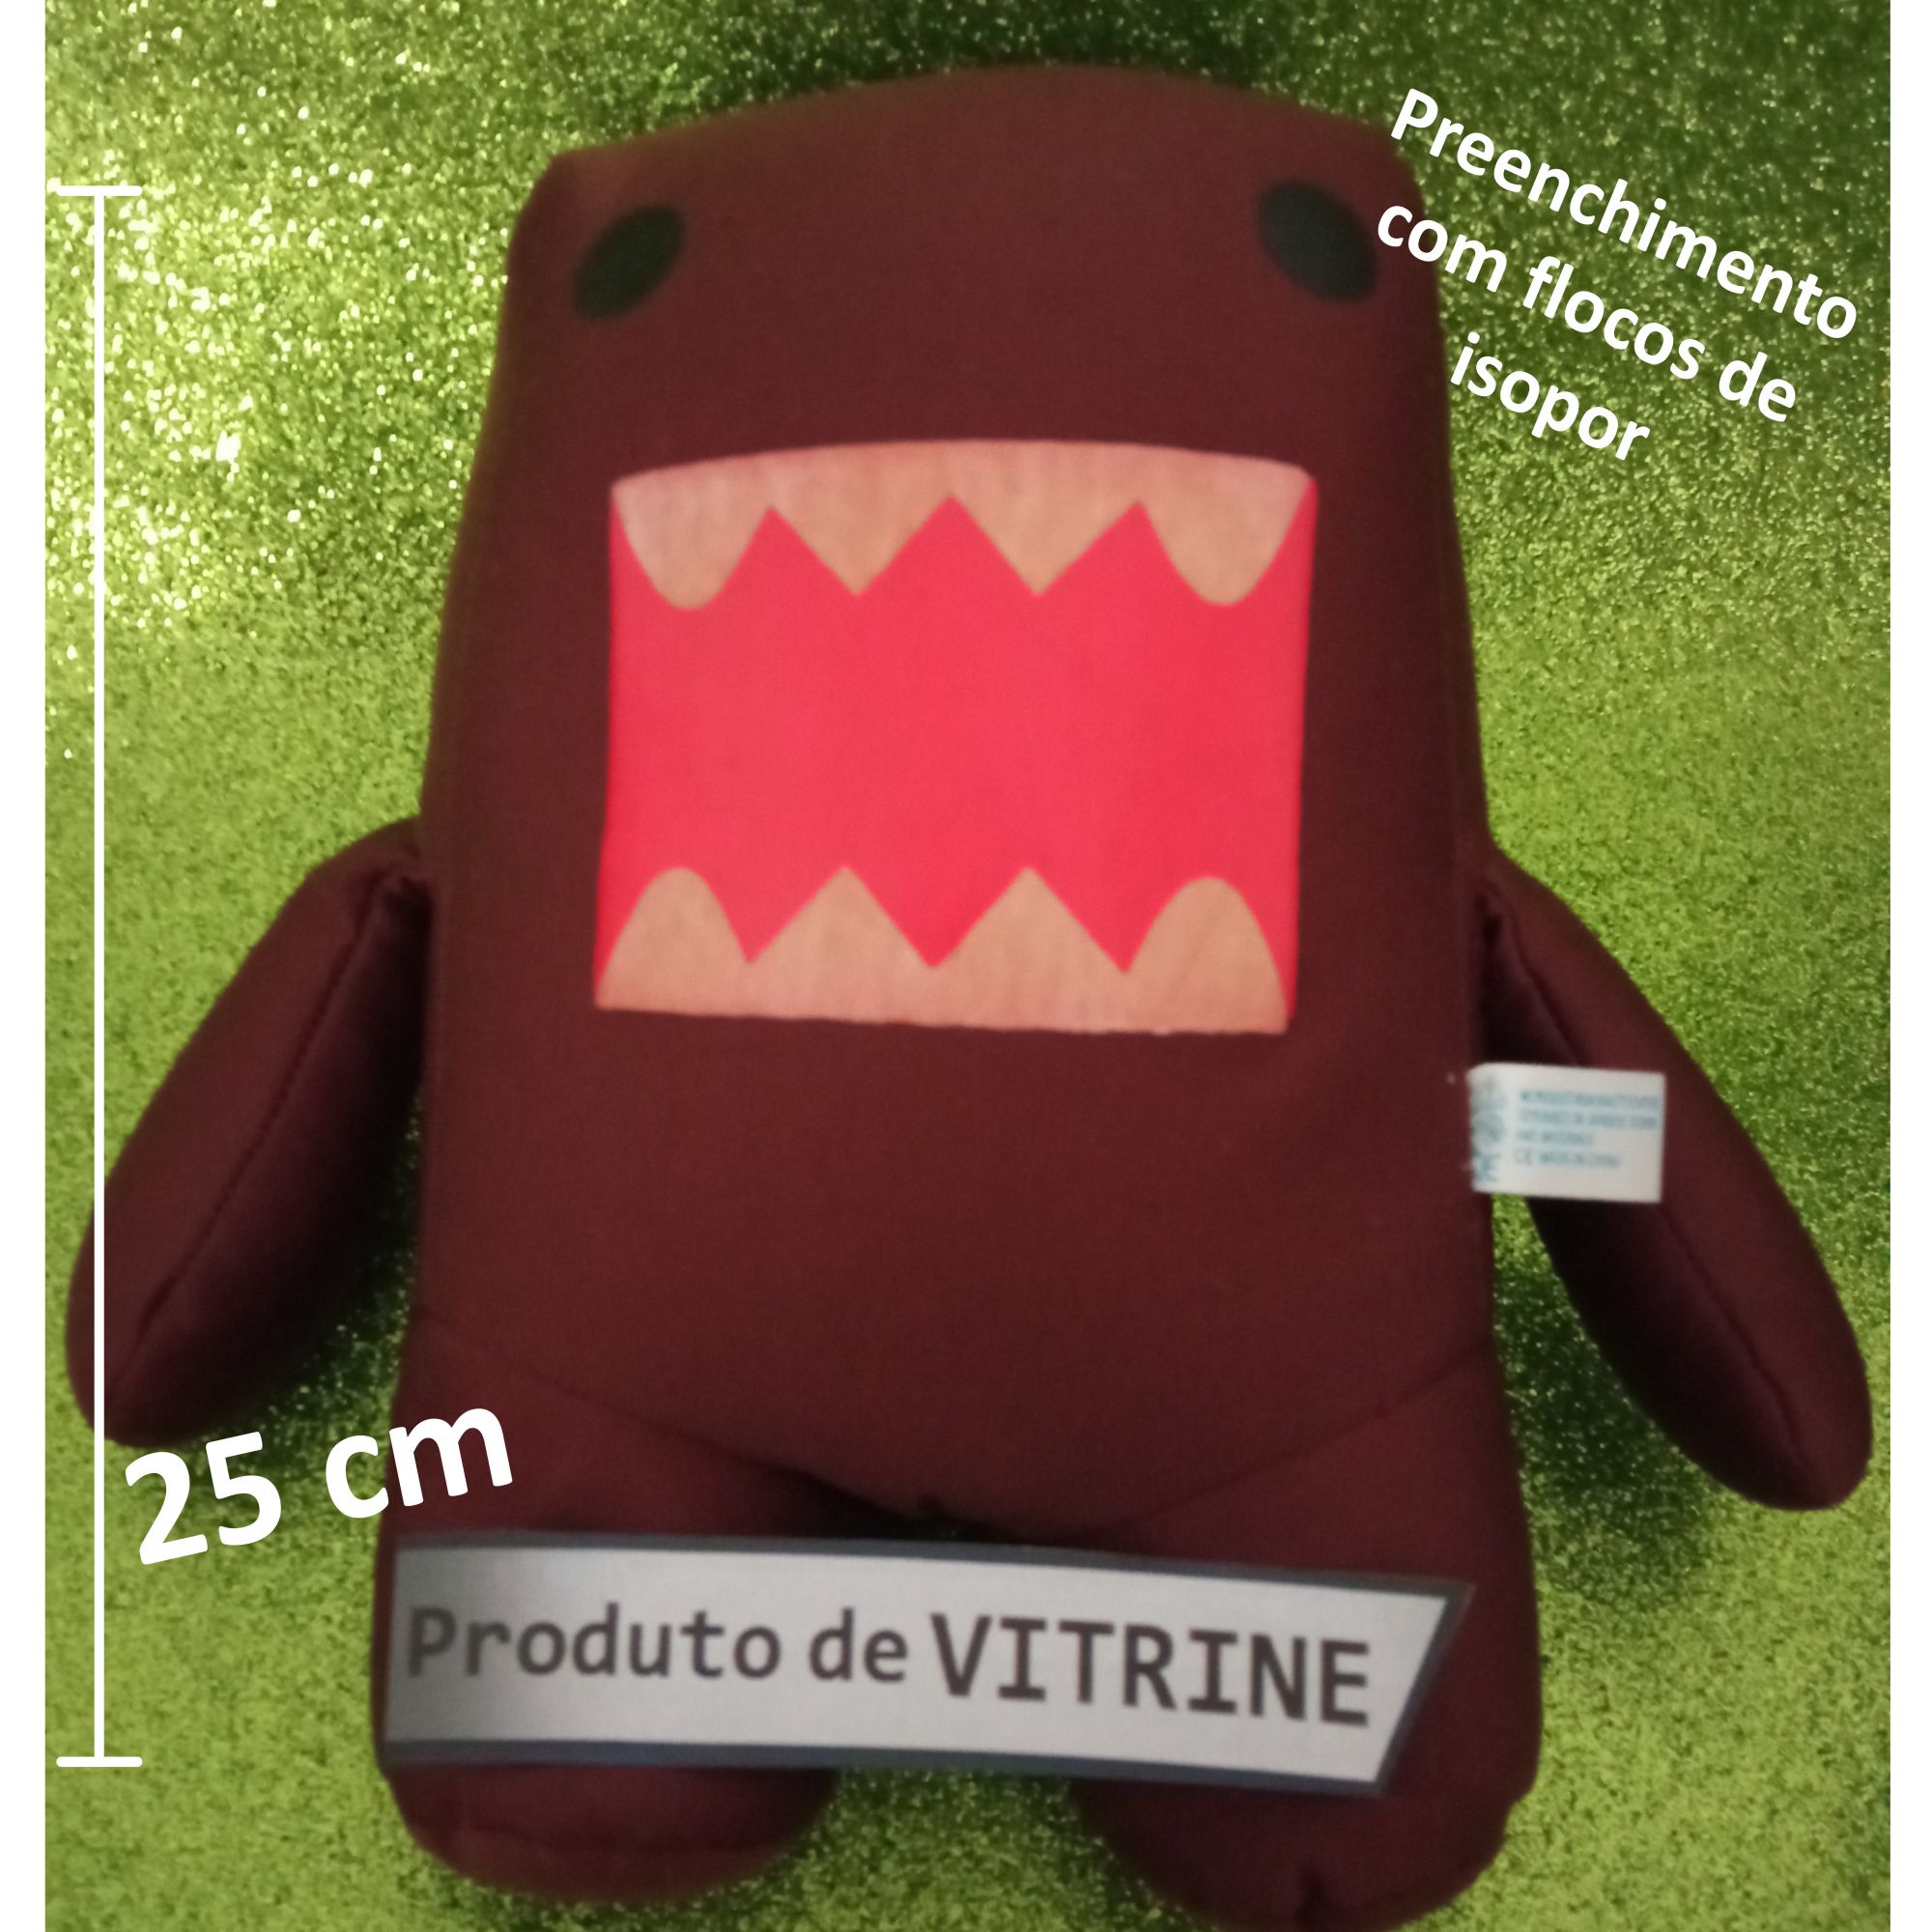 Preenchimento
com flocos de
isopor
25 cm
Produto de VITRINE